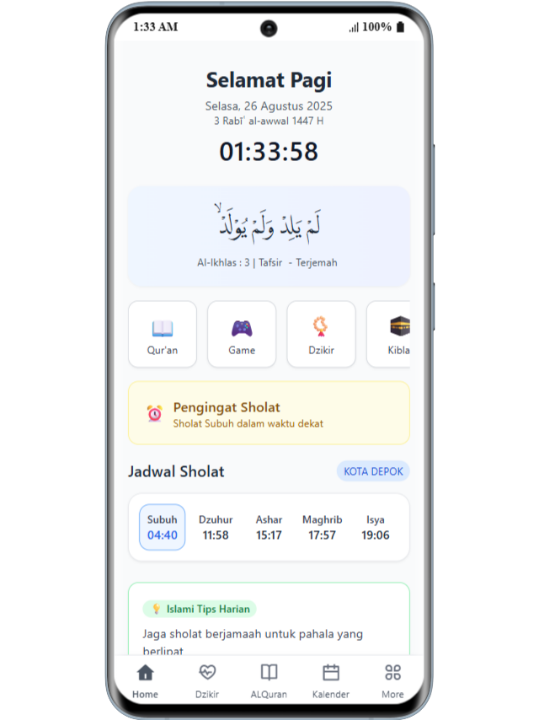 1:33 AM 100%
Selamat Pagi
Selasa, 26 Agustus 2025
3 Rabīʿ al-awwal 1447 H
01:33:58
لَمْ يَلِدْ وَلَمْ يُوْلَدْۙ
Al-Ikhlas : 3 | Tafsir - Terjemah
Qur'an Game Dzikir Kibla
Pengingat Sholat
Sholat Subuh dalam waktu dekat
Jadwal Sholat KOTA DEPOK
Subuh Dzuhur Ashar Maghrib Isya
04:40 11:58 15:17 17:57 19:06
Islami Tips Harian
Jaga sholat berjamaah untuk pahala yang
berlipat
Home Dzikir ALQuran Kalender More